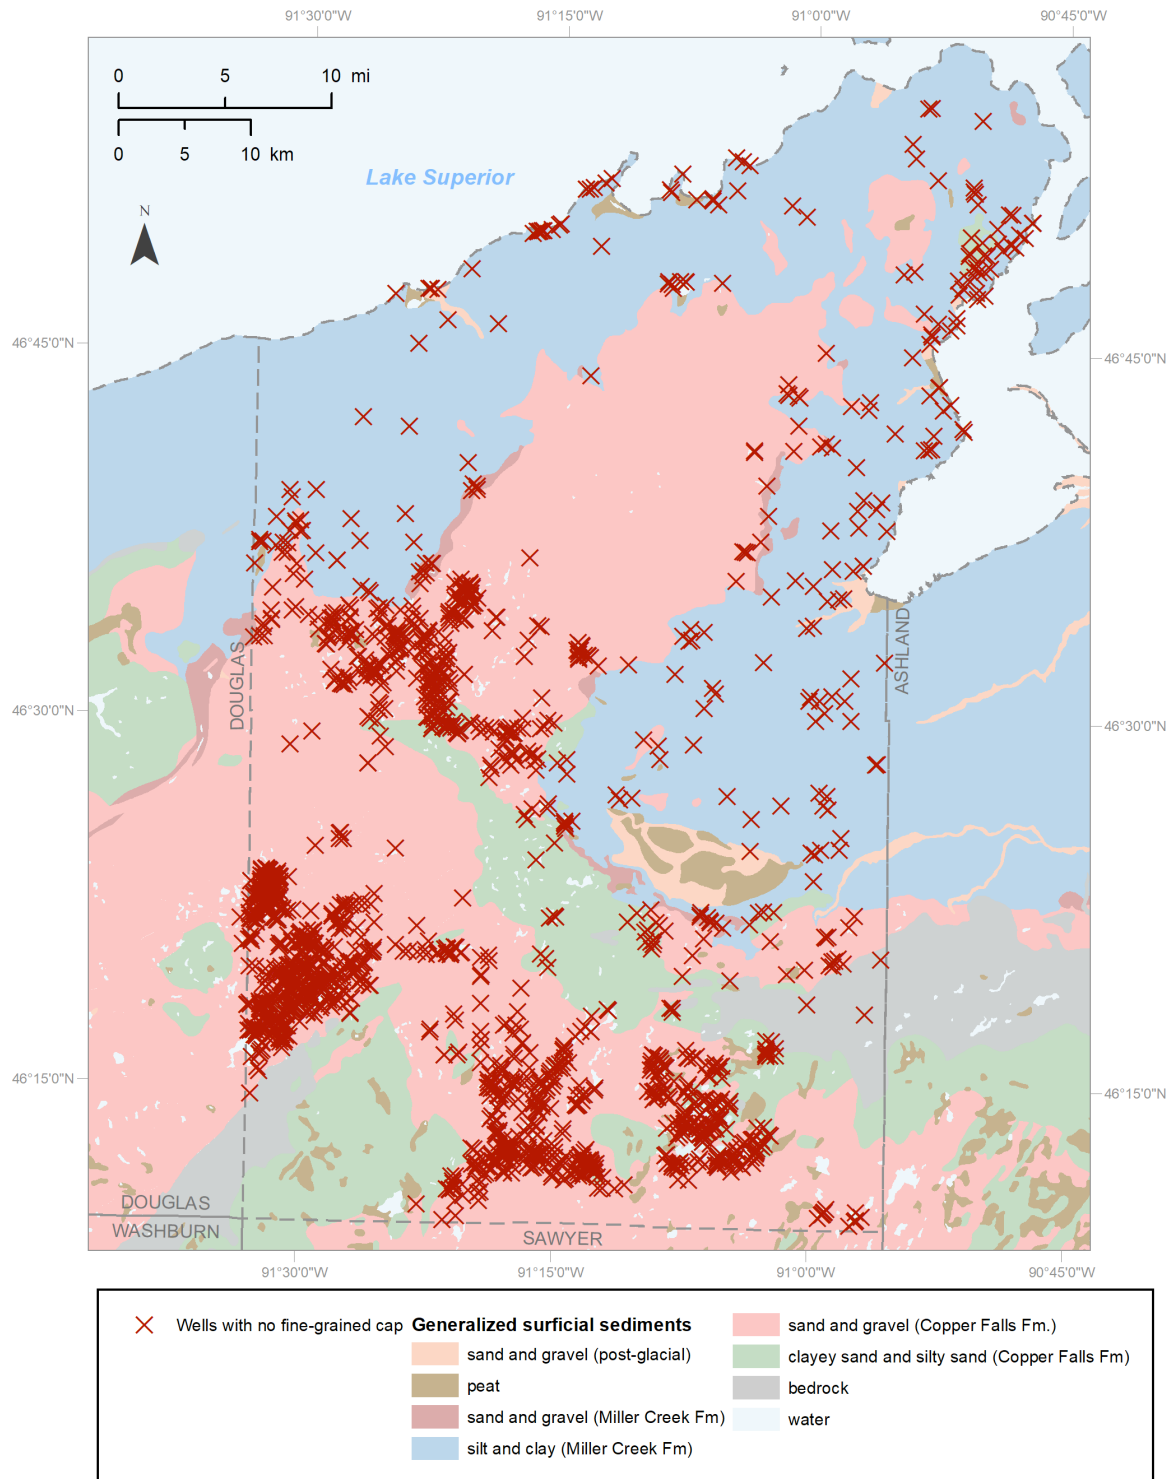 91°30'0"W 91°15'0"W 91°0'0"W 90°45'0"W
0 5 10 mi
0 5 10 km
Lake Superior
N
46°45'0"N 46°45'0"N
ASHLAND
DOUGLAS
46°30'0"N 46°30'0"N
46°15'0"N 46°15'0"N
DOUGLAS
WASHBURN
SAWYER
91°30'0"W 91°15'0"W 91°0'0"W 90°45'0"W
Wells with no fine-grained cap
Generalized surficial sediments
sand and gravel (post-glacial)
peat
sand and gravel (Miller Creek Fm)
silt and clay (Miller Creek Fm)
sand and gravel (Copper Falls Fm.)
clayey sand and silty sand (Copper Falls Fm)
bedrock
water